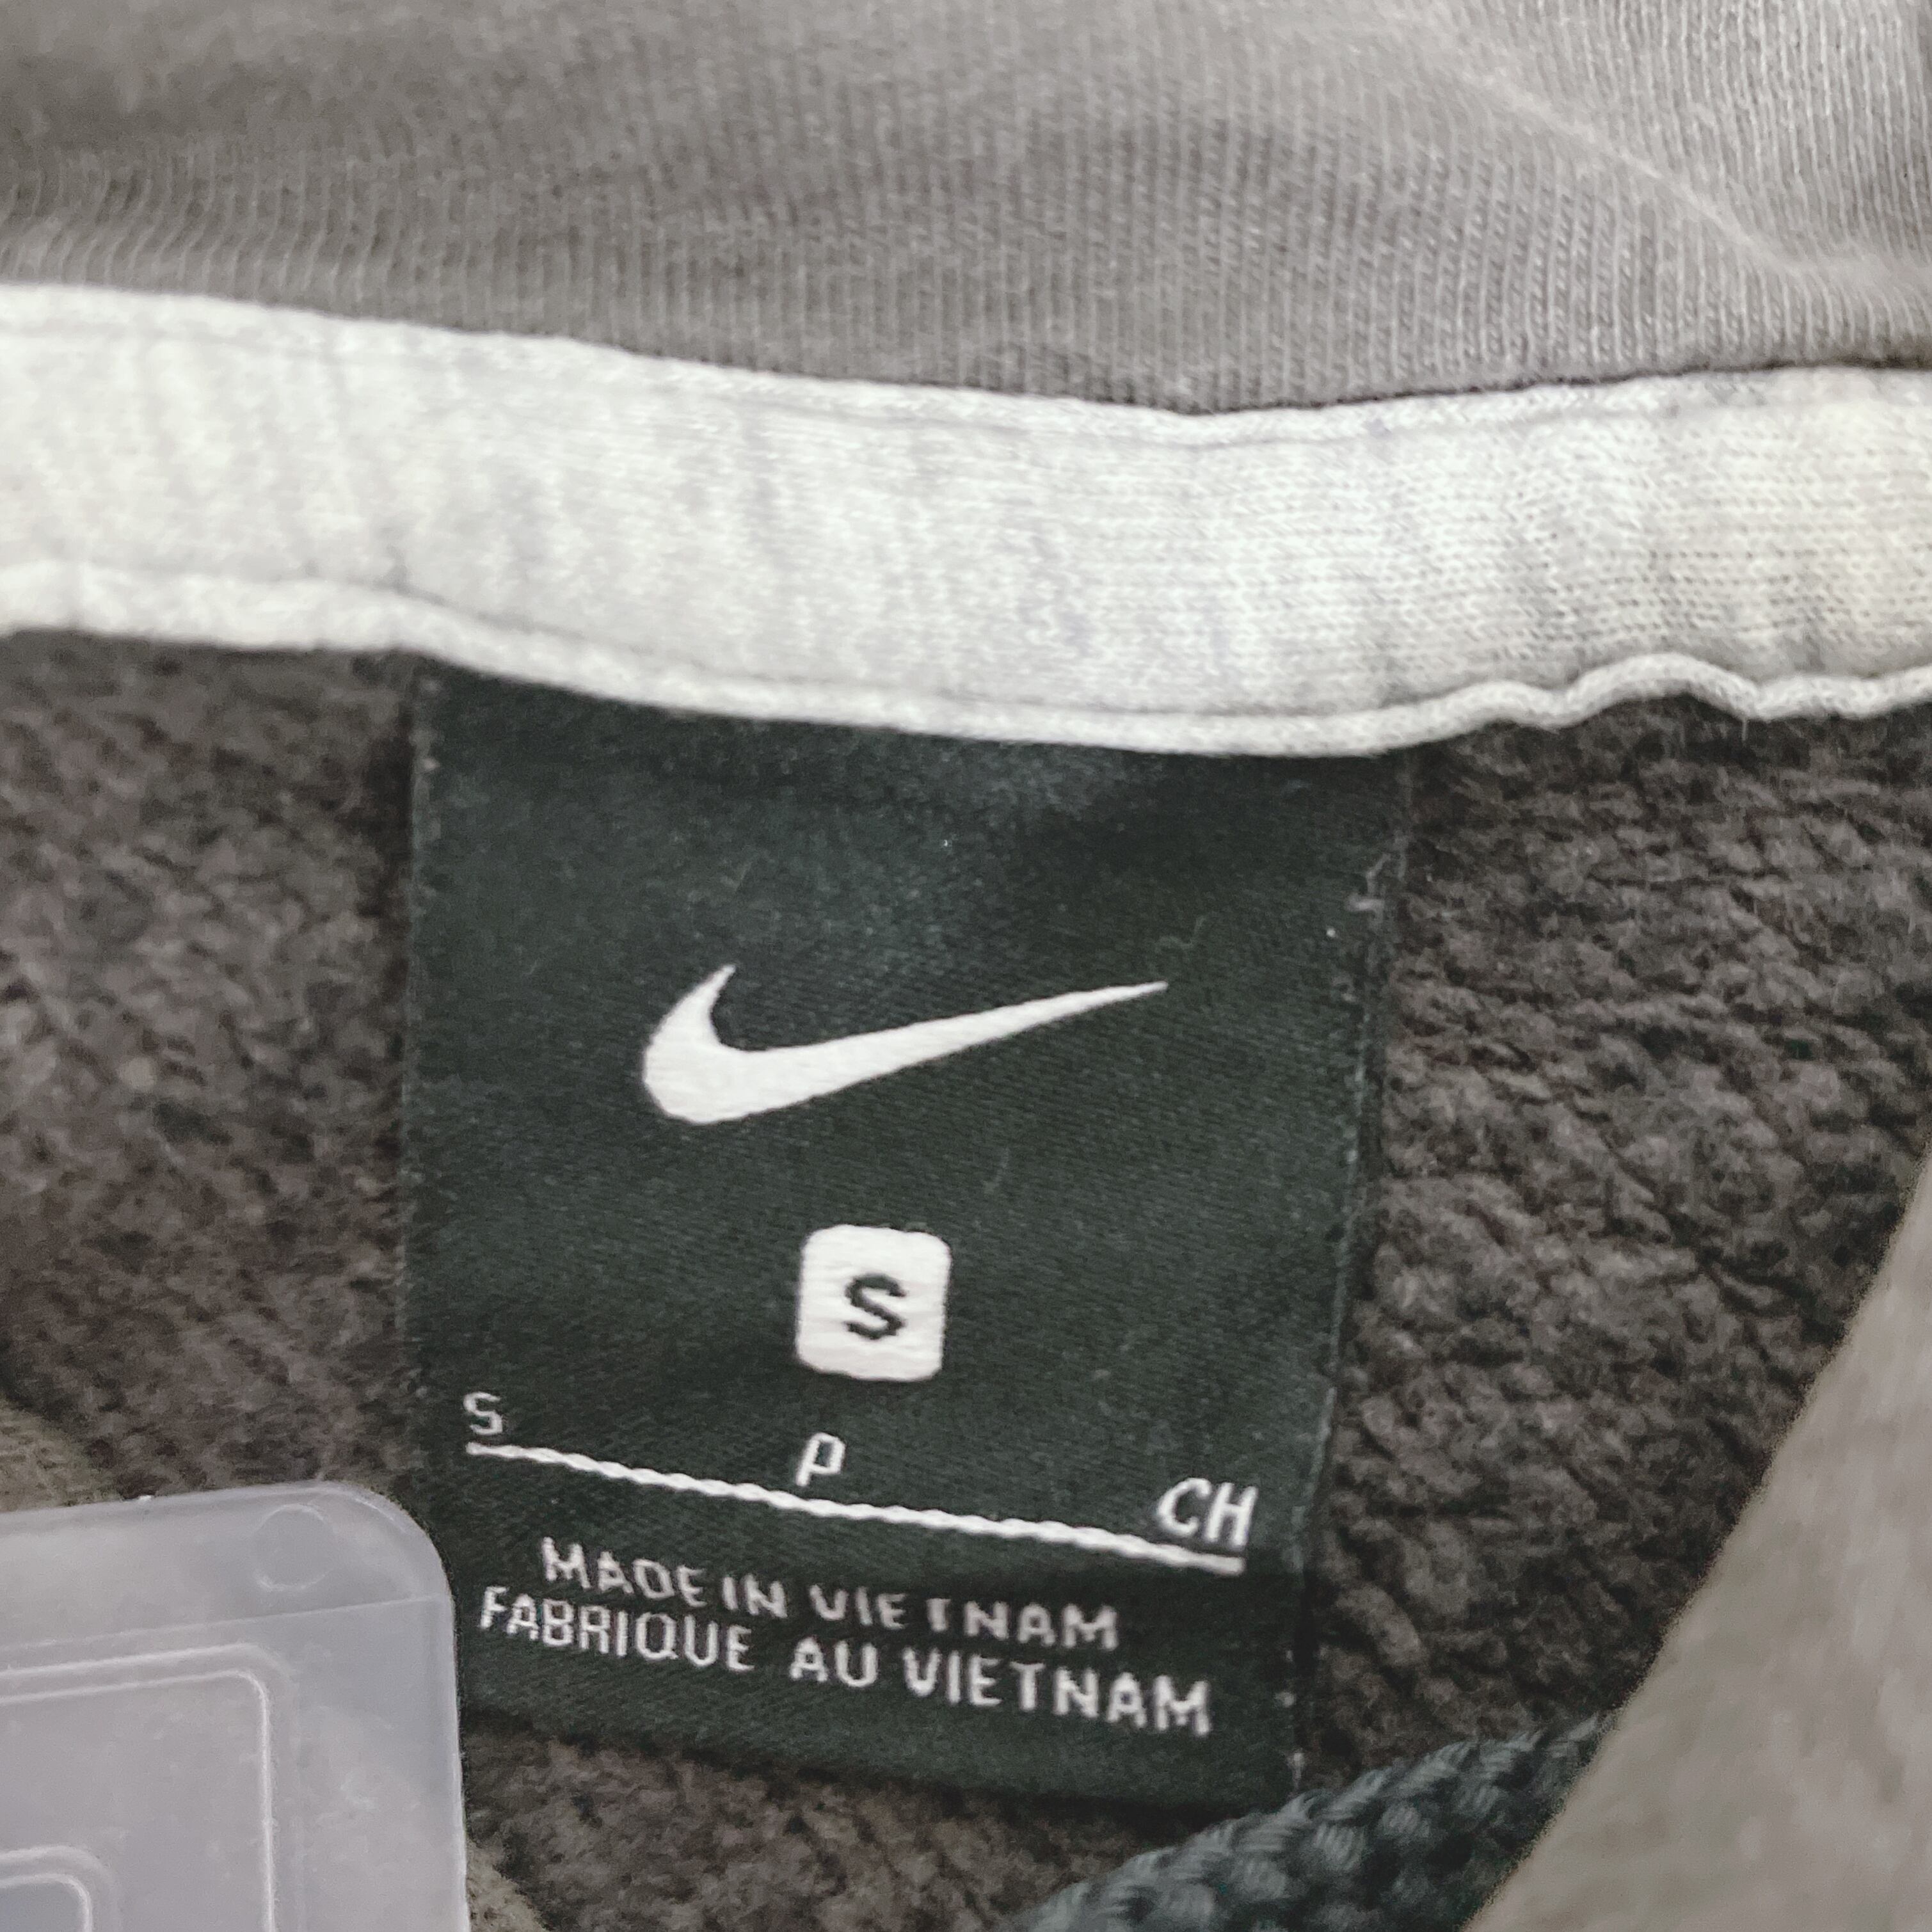 S
S P CH
MADE IN VIETNAM
FABRIQUE AU VIETNAM